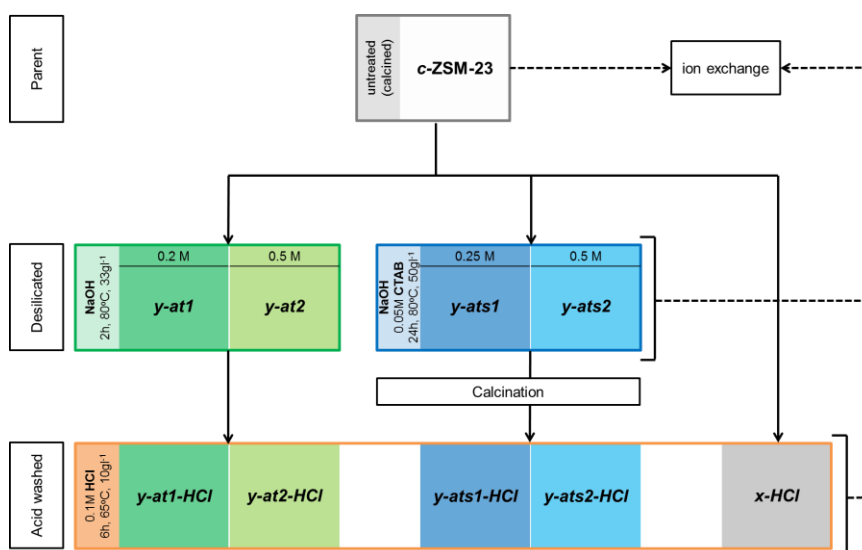 Parent
untreated
(calcined)
c-ZSM-23
ion exchange
Desilicated
NaOH
2h, 80ºC, 33gl-1
0.2 M
0.5 M
y-at1
y-at2
NaOH
0.05M CTAB
24h, 80ºC, 50gl-1
0.25 M
0.5 M
y-ats1
y-ats2
Calcination
Acid washed
0.1M HCl
6h, 65ºC, 10gl-1
y-at1-HCl
y-at2-HCl
y-ats1-HCl
y-ats2-HCl
x-HCl